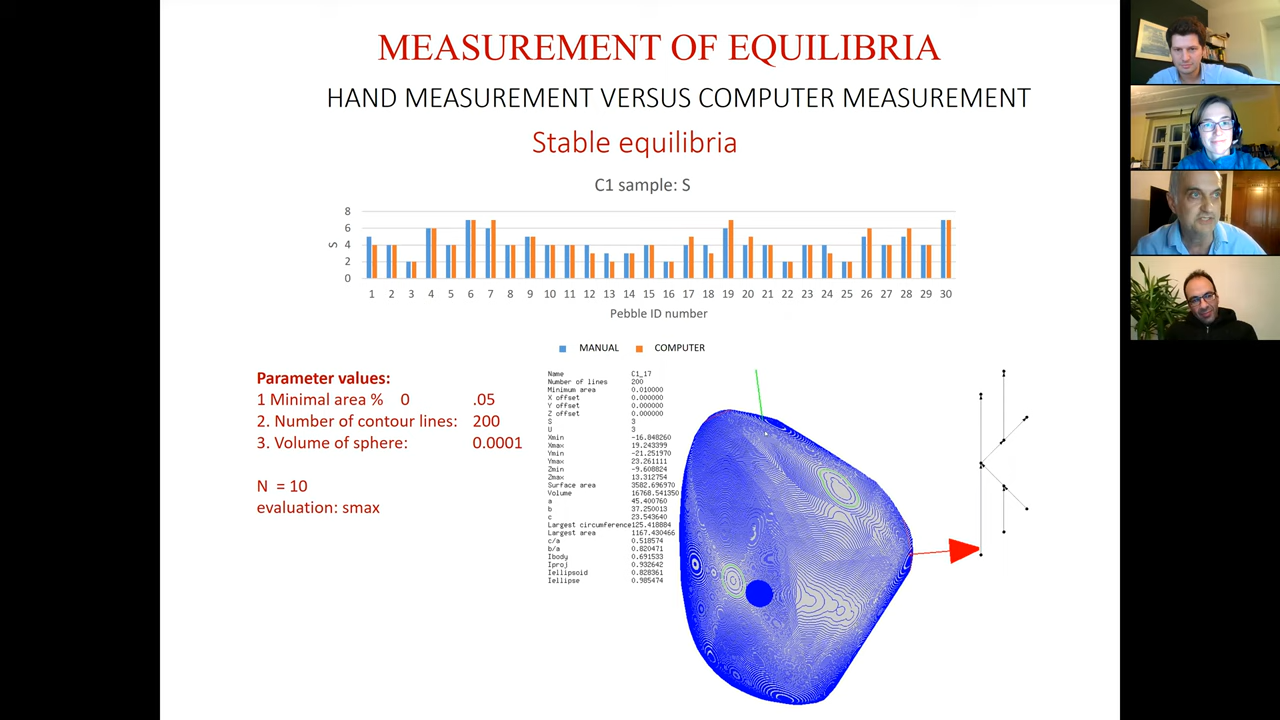 MEASUREMENT OF EQUILIBRIA
HAND MEASUREMENT VERSUS COMPUTER MEASUREMENT
Stable equilibria
C1 sample: S
8
6
4
2
0
S
1 2 3 4 5 6 7 8 9 10 11 12 13 14 15 16 17 18 19 20 21 22 23 24 25 26 27 28 29 30
Pebble ID number
MANUAL COMPUTER
Parameter values:
1 Minimal area % 0 .05
2. Number of contour lines: 200
3. Volume of sphere: 0.0001
N = 10
evaluation: smax
Name C1_17
Number of lines 200
Minimum area 0.010000
X offset 0.000000
Y offset 0.000000
Z offset 0.000000
S 3
U 3
Xmin -16.848260
Xmax 19.243399
Ymin -21.251970
Ymax 23.261111
Zmin -9.608824
Zmax 13.312754
Surface area 3582.696970
Volume 16768.541350
a 45.400760
b 37.250013
c 23.543640
Largest circumference 125.418884
Largest area 1167.430466
c/a 0.518574
b/a 0.820471
Ibody 0.691533
Iproj 0.932642
Iellipsoid 0.828361
Iellipse 0.985474